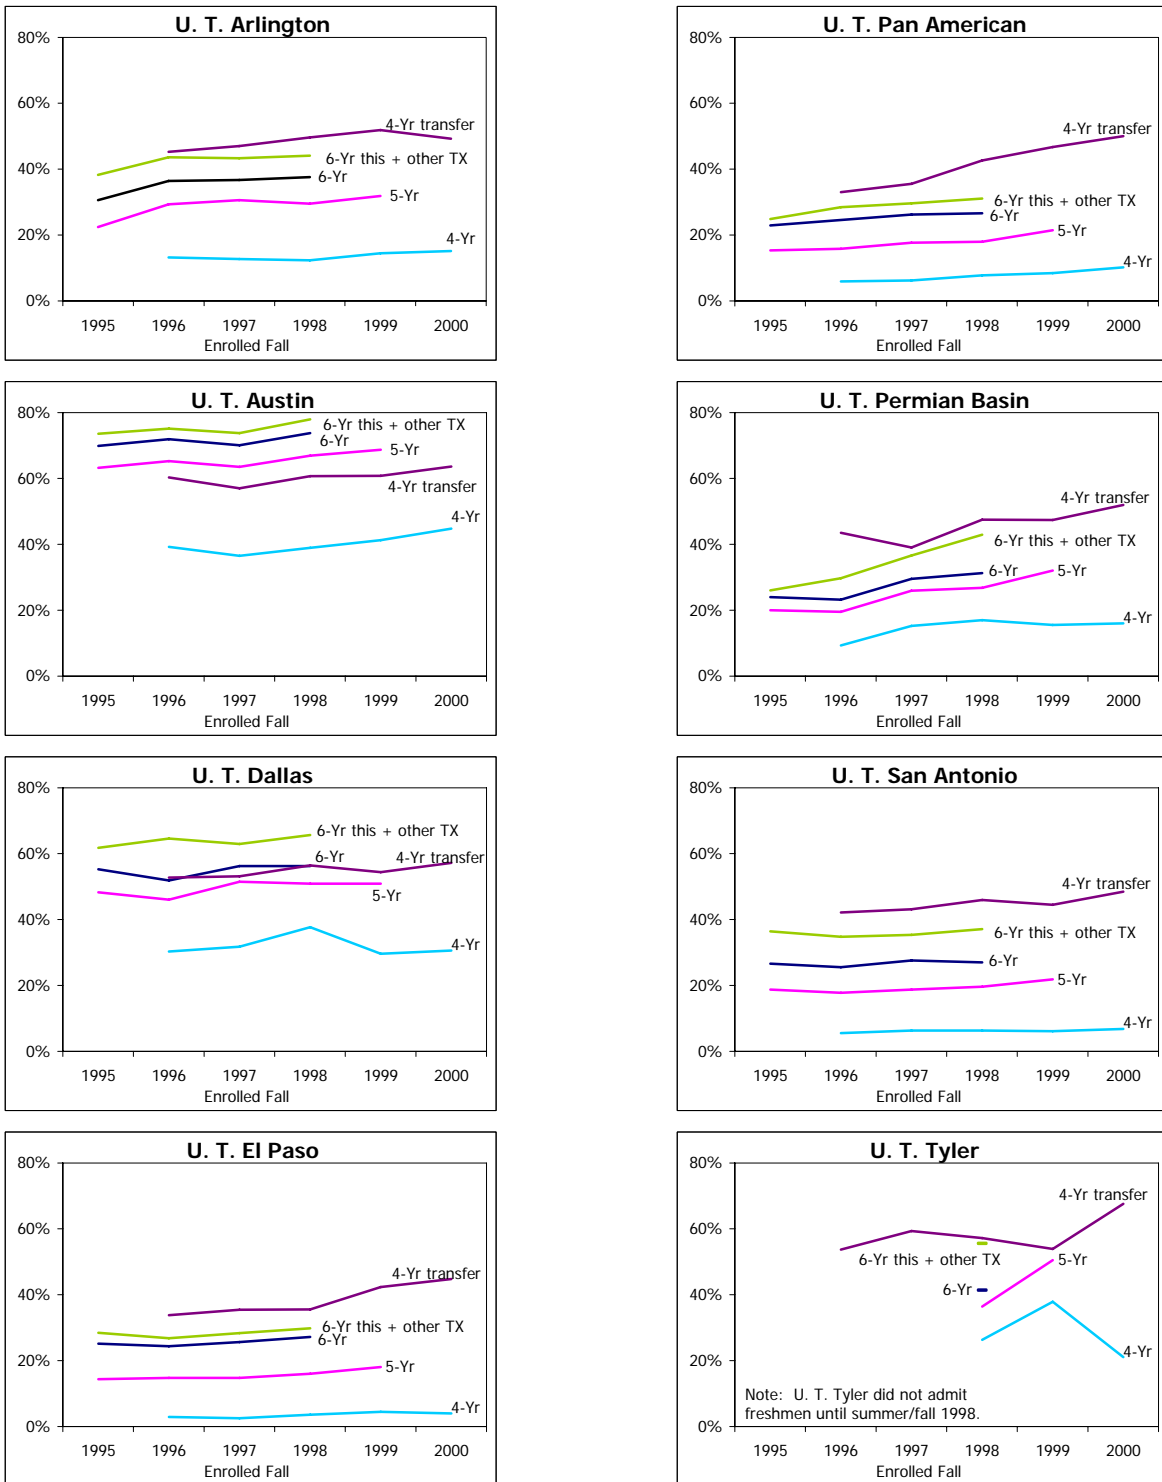 U. T. Arlington
80%
60%
40%
20%
0%
4-Yr transfer
6-Yr this + other TX
6-Yr
5-Yr
4-Yr
1995 1996 1997 1998 1999 2000
Enrolled Fall
U. T. Pan American
80%
60%
40%
20%
0%
4-Yr transfer
6-Yr this + other TX
6-Yr
5-Yr
4-Yr
1995 1996 1997 1998 1999 2000
Enrolled Fall
U. T. Austin
80%
60%
40%
20%
0%
6-Yr this + other TX
6-Yr
5-Yr
4-Yr transfer
4-Yr
1995 1996 1997 1998 1999 2000
Enrolled Fall
U. T. Permian Basin
80%
60%
40%
20%
0%
4-Yr transfer
6-Yr this + other TX
6-Yr
5-Yr
4-Yr
1995 1996 1997 1998 1999 2000
Enrolled Fall
U. T. Dallas
80%
60%
40%
20%
0%
6-Yr this + other TX
6-Yr
4-Yr transfer
5-Yr
4-Yr
1995 1996 1997 1998 1999 2000
Enrolled Fall
U. T. San Antonio
80%
60%
40%
20%
0%
4-Yr transfer
6-Yr this + other TX
6-Yr
5-Yr
4-Yr
1995 1996 1997 1998 1999 2000
Enrolled Fall
U. T. El Paso
80%
60%
40%
20%
0%
4-Yr transfer
6-Yr this + other TX
6-Yr
5-Yr
4-Yr
1995 1996 1997 1998 1999 2000
Enrolled Fall
U. T. Tyler
80%
60%
40%
20%
0%
4-Yr transfer
6-Yr this + other TX
5-Yr
6-Yr
4-Yr
Note: U. T. Tyler did not admit
freshmen until summer/fall 1998.
1995 1996 1997 1998 1999 2000
Enrolled Fall